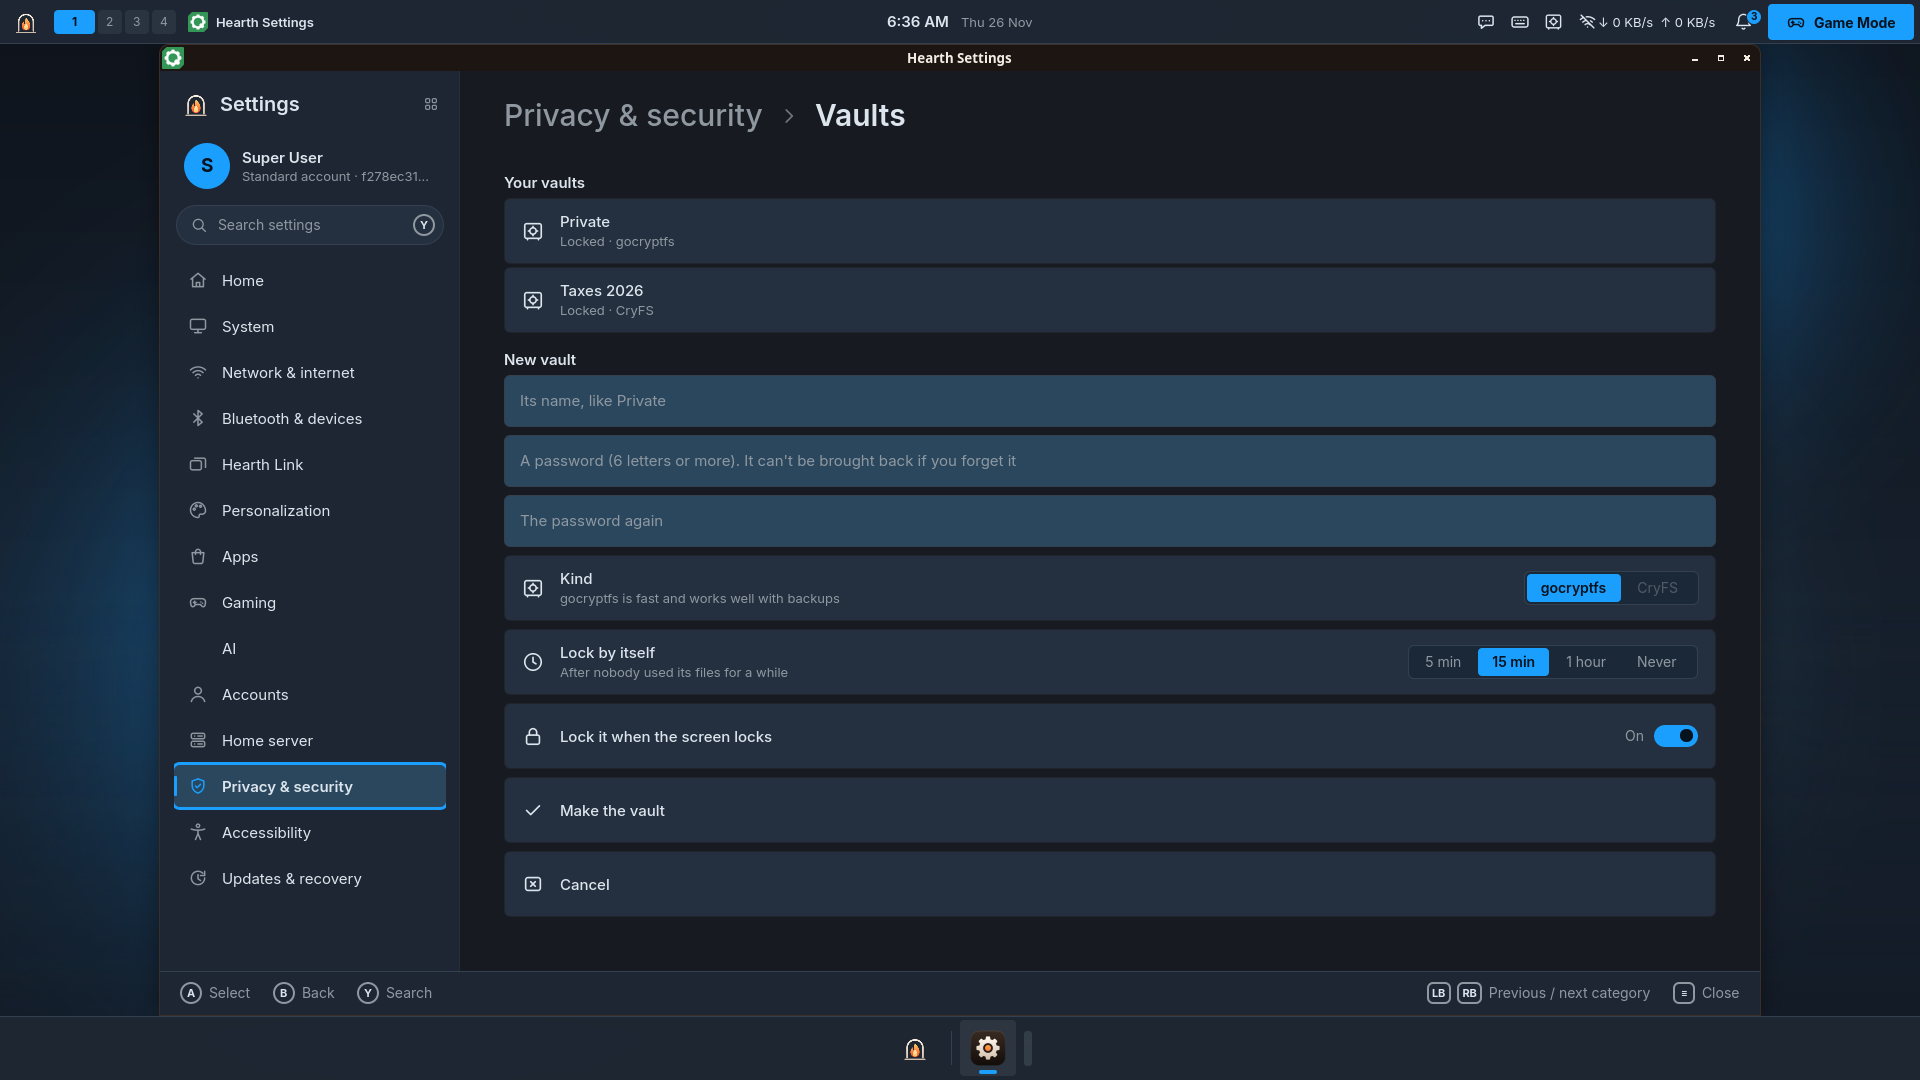 1 2 3 4 Hearth Settings 6:36 AM Thu 26 Nov ↓ 0 KB/s ↑ 0 KB/s 3 Game Mode
Hearth Settings
Settings
S
Super User
Standard account · f278ec31...
Search settings Y
Home
System
Network & internet
Bluetooth & devices
Hearth Link
Personalization
Apps
Gaming
AI
Accounts
Home server
Privacy & security
Accessibility
Updates & recovery
Privacy & security > Vaults
Your vaults
Private
Locked · gocryptfs
Taxes 2026
Locked · CryFS
New vault
Its name, like Private
A password (6 letters or more). It can't be brought back if you forget it
The password again
Kind
gocryptfs is fast and works well with backups
gocryptfs CryFS
Lock by itself
After nobody used its files for a while
5 min 15 min 1 hour Never
Lock it when the screen locks
On
Make the vault
Cancel
A Select B Back Y Search LB RB Previous / next category ≡ Close